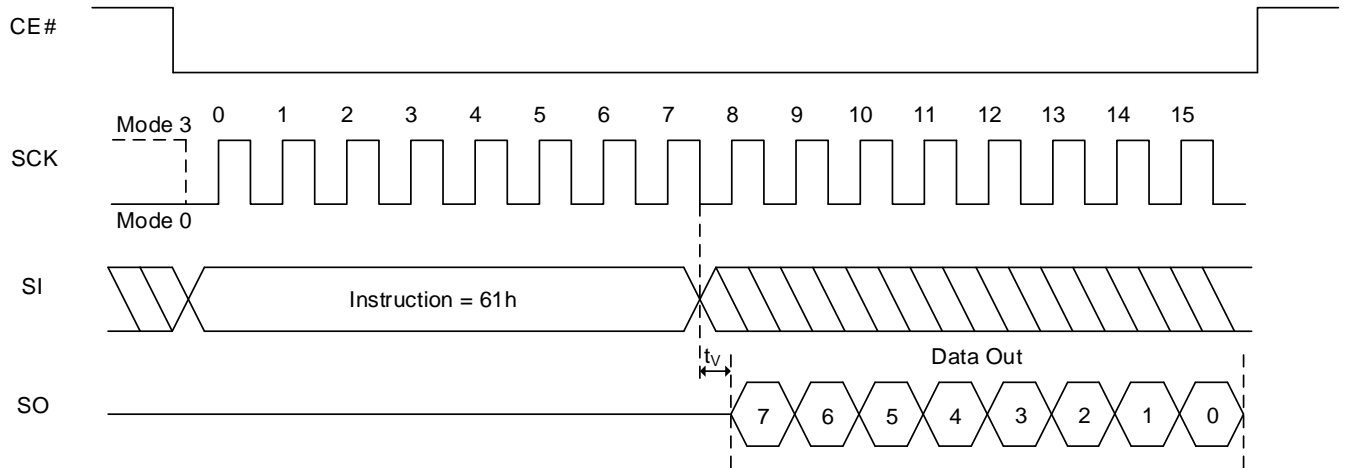 CE#
0 1 2 3 4 5 6 7 8 9 10 11 12 13 14 15
Mode 3
SCK
Mode 0
SI
Instruction = 61h
tV
Data Out
SO
7 6 5 4 3 2 1 0